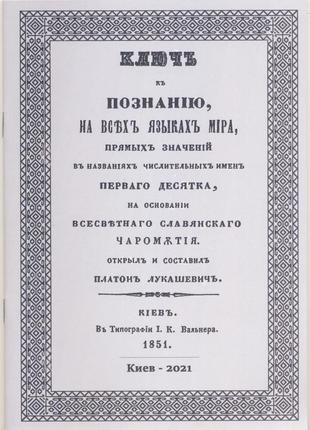 КЛЮЧЪ
КЪ
ПОЗНАНІЮ,
НА ВСѢХЪ ЯЗЫКАХЪ МІРА,
ПРЯМЫХЪ ЗНАЧЕНІЙ
ВЪ НАЗВАНІЯХЪ ЧИСЛИТЕЛЬНЫХЪ ИМЕНЪ
ПЕРВАГО ДЕСЯТКА,
НА ОСНОВАНІИ
ВСЕСВѢТНАГО СЛАВЯНСКАГО
ЧАРОМѪТІЯ.
ОТКРЫЛЪ И СОСТАВИЛЪ
ПЛАТОНЪ ЛУКАШЕВИЧЪ.
КІЕВЪ.
Въ Типографіи І. К. Вальнера.
1851.
Киев - 2021